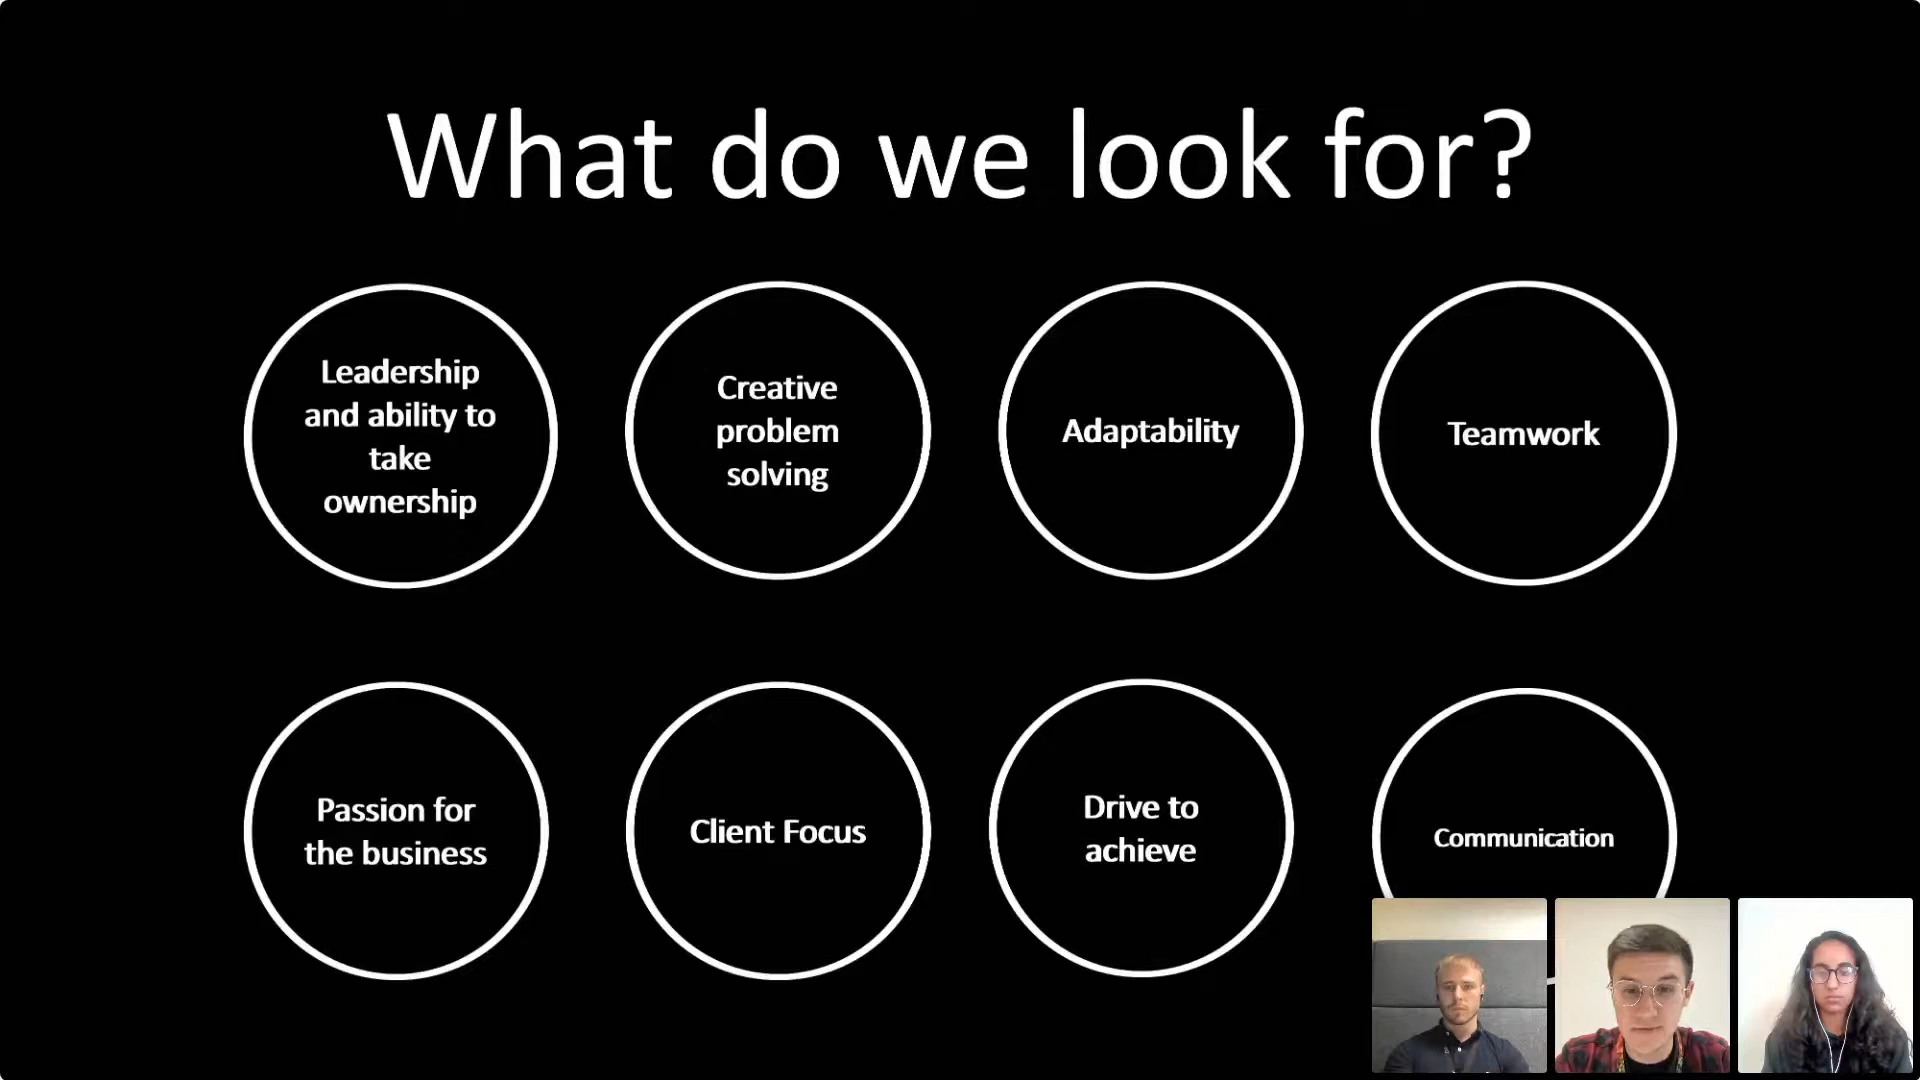 What do we look for?
Leadership
and ability to
take
ownership
Creative
problem
solving
Adaptability
Teamwork
Passion for
the business
Client Focus
Drive to
achieve
Communication